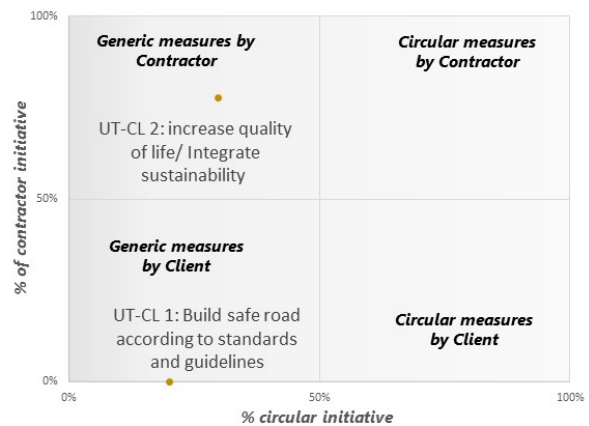 100%
Generic measures by
Contractor
Circular measures
by Contractor
UT-CL 2: increase quality
of life/ Integrate
sustainability
50%
Generic measures
by Client
UT-CL 1: Build safe road
according to standards
and guidelines
Circular measures
by Client
0%
0%
50%
100%
% circular initiative
% of contractor initiative